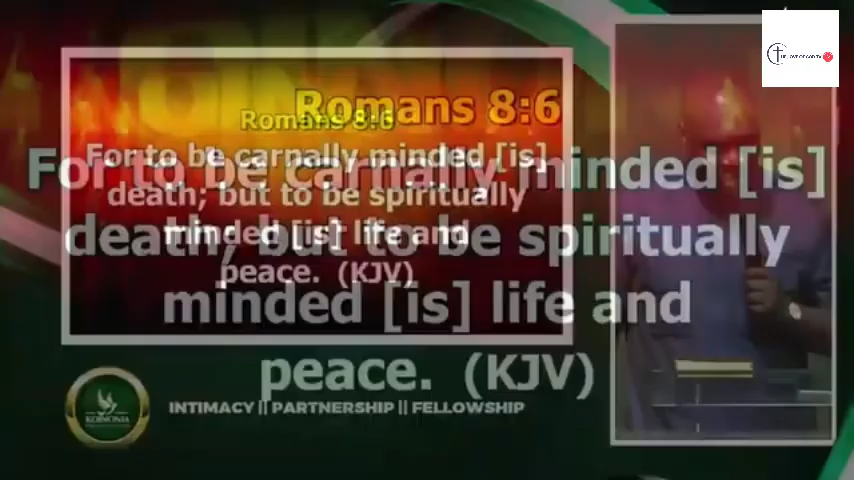 Romans 8:6
For to be carnally minded [is]
death; but to be spiritually
minded [is] life and
peace. (KJV)
Romans 8:6
For to be carnally minded [is]
death; but to be spiritually
minded [is] life and
peace. (KJV)
KOINONIA
INTIMACY || PARTNERSHIP || FELLOWSHIP